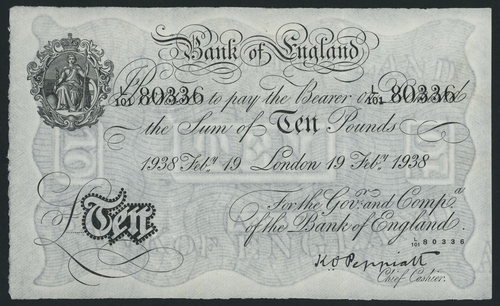 Bank of England
L/101 80336 to pay the Bearer on Demand L/101 80336
the Sum of Ten Pounds
1938 Feby 19 London 19 Feby 1938
For the Govr. and Compa.
of the Bank of England.
L/101 80336
£Ten
K.O. Peppiatt
Chief Cashier.